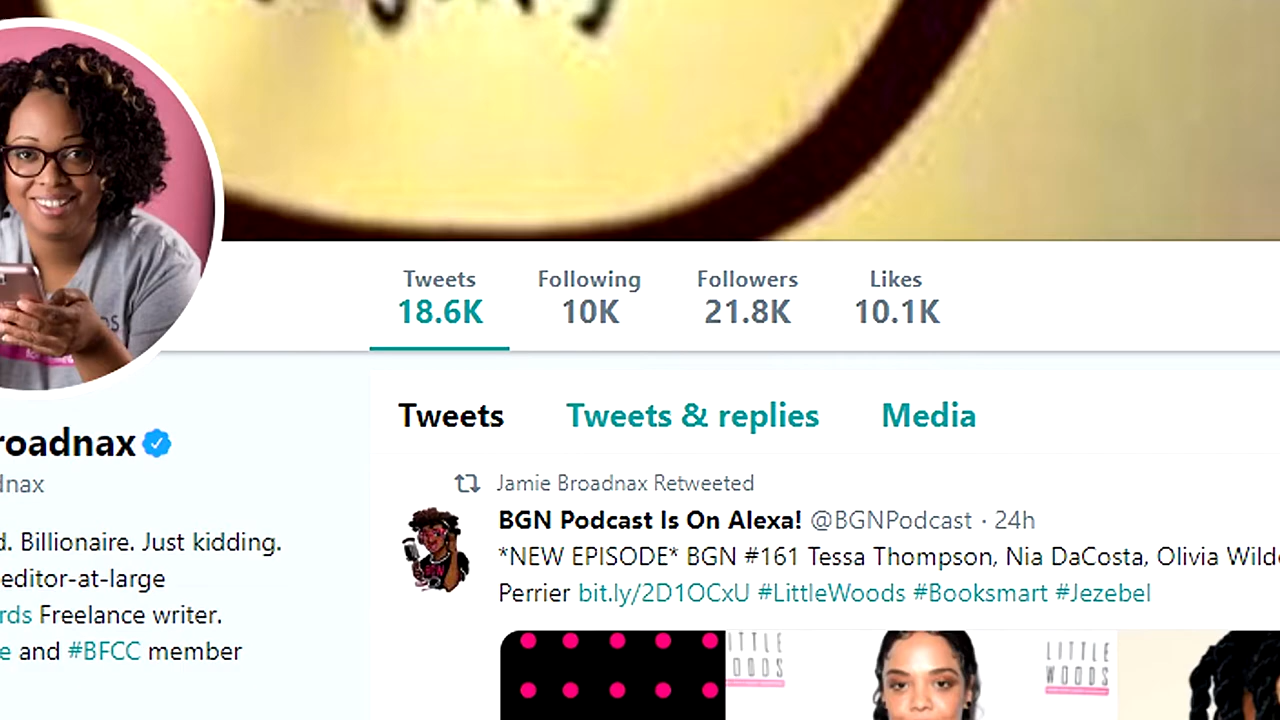 Tweets Following Followers Likes
18.6K 10K 21.8K 10.1K
roadnax
dnax
d. Billionaire. Just kidding.
editor-at-large
rds Freelance writer.
e and #BFCC member
Tweets Tweets & replies Media
Jamie Broadnax Retweeted
BGN Podcast Is On Alexa! @BGNPodcast · 24h
*NEW EPISODE* BGN #161 Tessa Thompson, Nia DaCosta, Olivia Wilde
Perrier bit.ly/2D1OCxU #LittleWoods #Booksmart #Jezebel
LITTLE
WOODS
LITTLE
WOODS